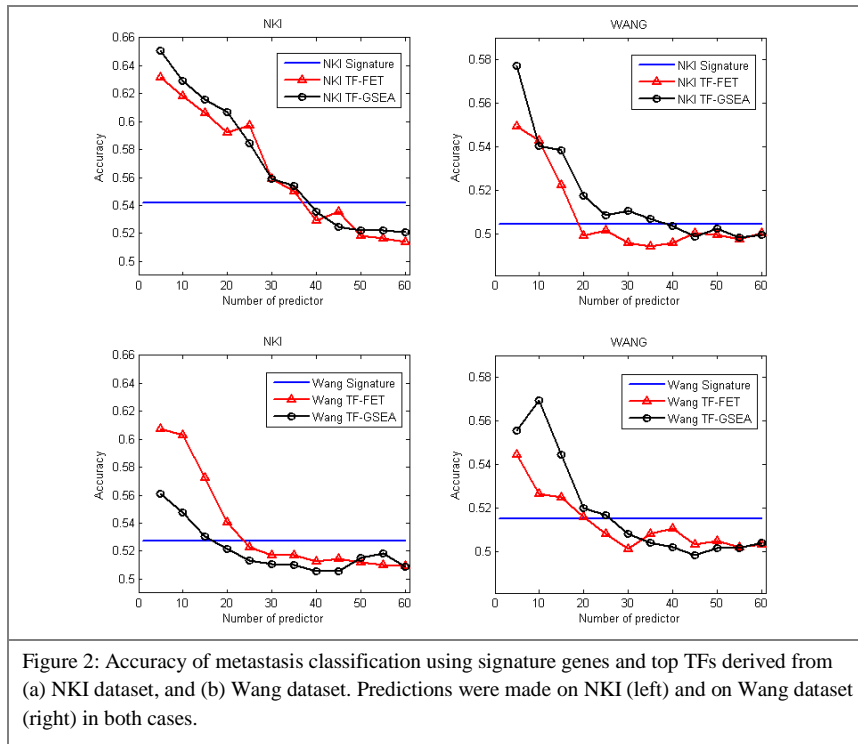 NKI
0.66
0.64
0.62
0.6
0.58
0.56
0.54
0.52
0.5
Accuracy
NKI Signature
NKI TF-FET
NKI TF-GSEA
0 10 20 30 40 50 60
Number of predictor
WANG
0.58
0.56
0.54
0.52
0.5
Accuracy
NKI Signature
NKI TF-FET
NKI TF-GSEA
0 10 20 30 40 50 60
Number of predictor
NKI
0.66
0.64
0.62
0.6
0.58
0.56
0.54
0.52
0.5
Accuracy
Wang Signature
Wang TF-FET
Wang TF-GSEA
0 10 20 30 40 50 60
Number of predictor
WANG
0.58
0.56
0.54
0.52
0.5
Accuracy
Wang Signature
Wang TF-FET
Wang TF-GSEA
0 10 20 30 40 50 60
Number of predictor
Figure 2: Accuracy of metastasis classification using signature genes and top TFs derived from
(a) NKI dataset, and (b) Wang dataset. Predictions were made on NKI (left) and on Wang dataset
(right) in both cases.